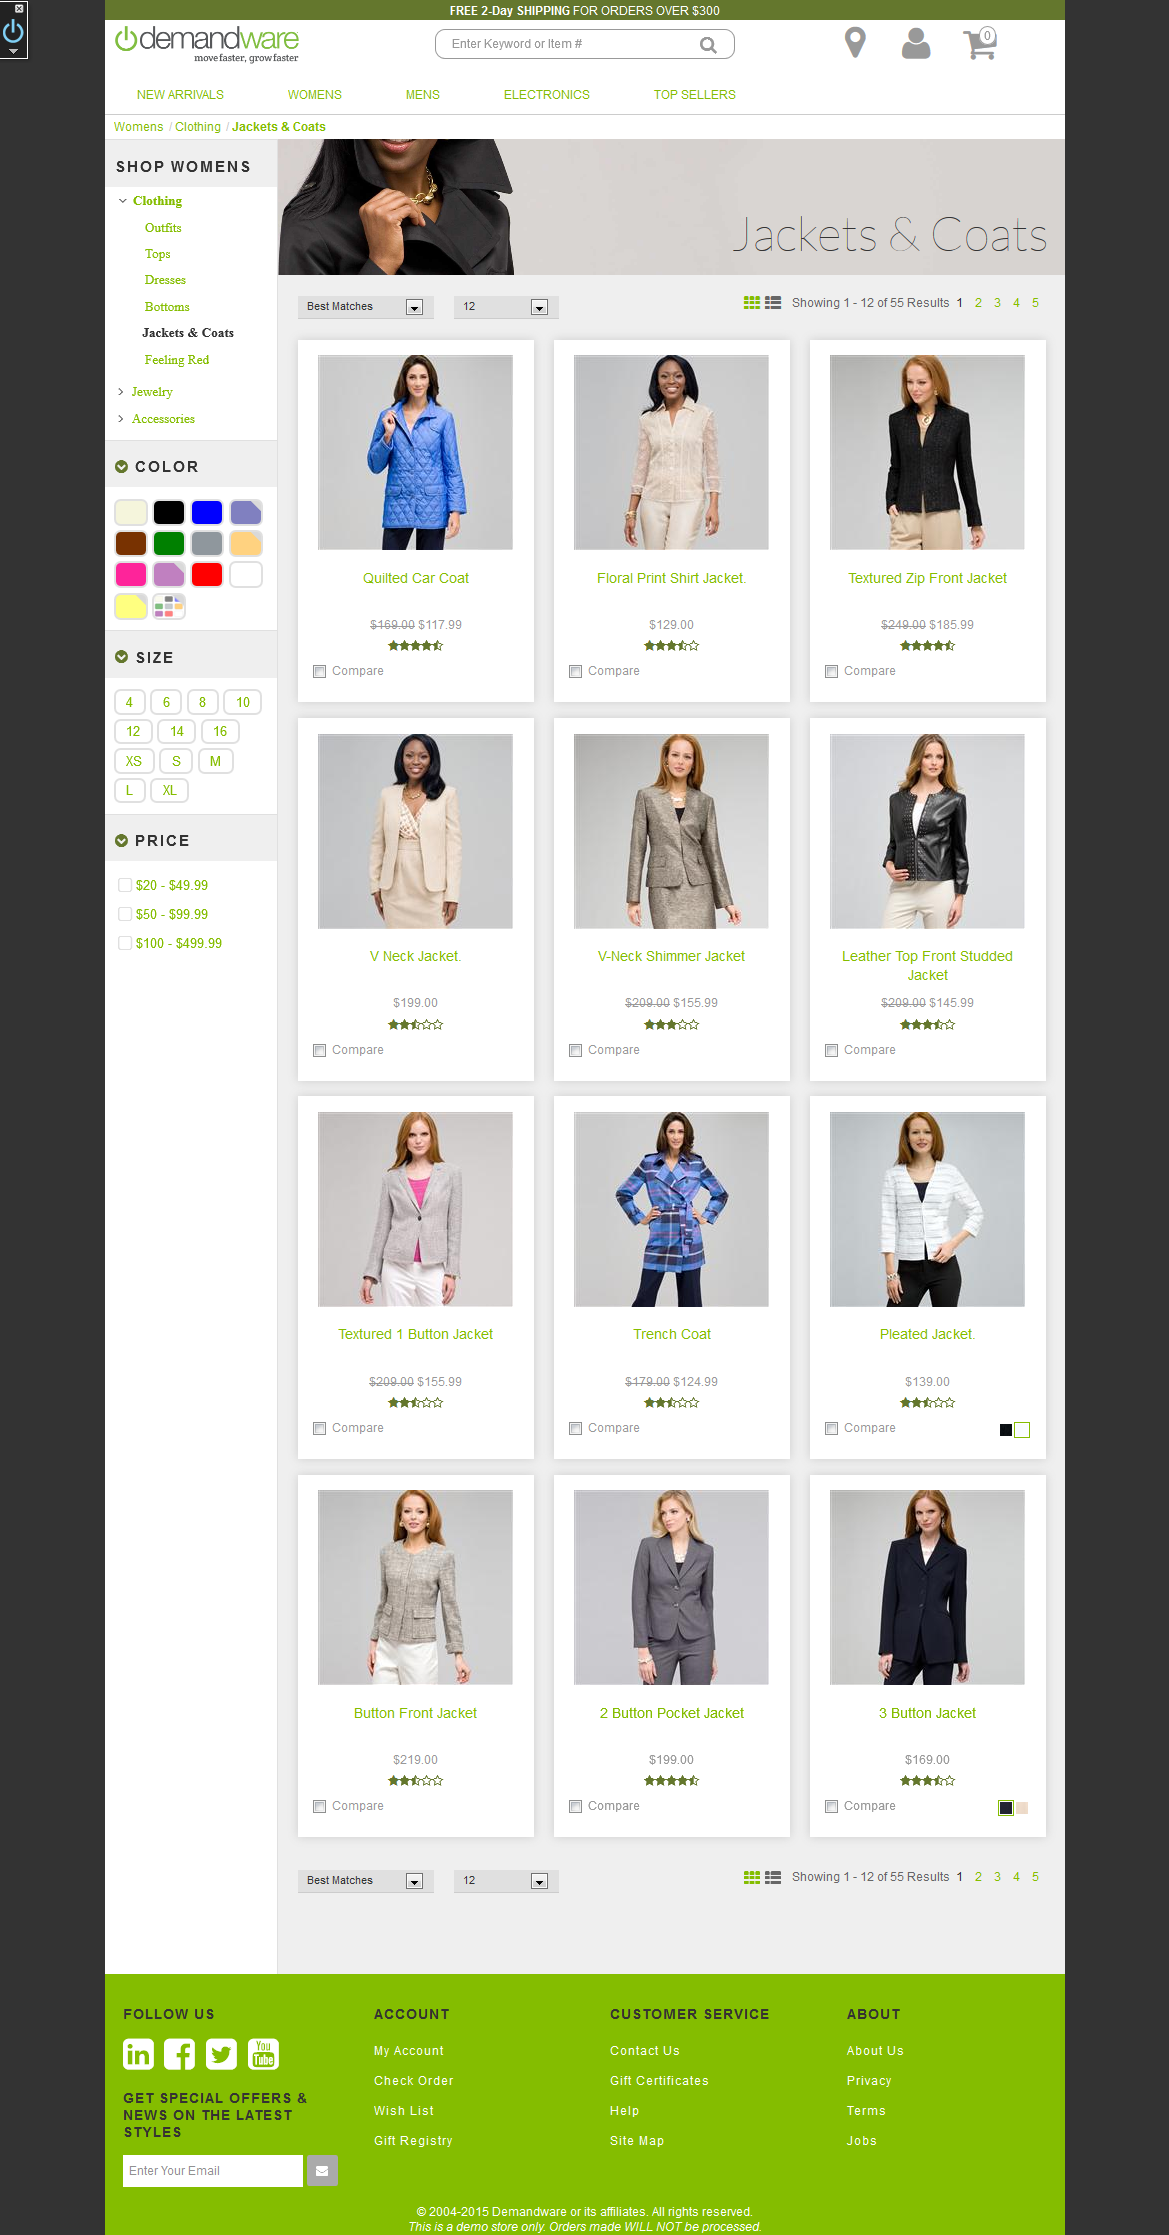 FREE 2-Day SHIPPING FOR ORDERS OVER $300
demandware
move faster, grow faster
Enter Keyword or Item #
0
NEW ARRIVALS WOMENS MENS ELECTRONICS TOP SELLERS
Womens / Clothing / Jackets & Coats
SHOP WOMENS
Clothing
Outfits
Tops
Dresses
Bottoms
Jackets & Coats
Feeling Red
Jewelry
Accessories
COLOR
SIZE
4 6 8 10
12 14 16
XS S M
L XL
PRICE
$20 - $49.99
$50 - $99.99
$100 - $499.99
Jackets & Coats
Best Matches 12 Showing 1 - 12 of 55 Results 1 2 3 4 5
Quilted Car Coat
$169.00 $117.99
Compare
Floral Print Shirt Jacket.
$129.00
Compare
Textured Zip Front Jacket
$249.00 $185.99
Compare
V Neck Jacket.
$199.00
Compare
V-Neck Shimmer Jacket
$209.00 $155.99
Compare
Leather Top Front Studded
Jacket
$209.00 $145.99
Compare
Textured 1 Button Jacket
$209.00 $155.99
Compare
Trench Coat
$179.00 $124.99
Compare
Pleated Jacket.
$139.00
Compare
Button Front Jacket
$219.00
Compare
2 Button Pocket Jacket
$199.00
Compare
3 Button Jacket
$169.00
Compare
Best Matches 12 Showing 1 - 12 of 55 Results 1 2 3 4 5
FOLLOW US
in f You Tube
GET SPECIAL OFFERS &
NEWS ON THE LATEST
STYLES
Enter Your Email
ACCOUNT
My Account
Check Order
Wish List
Gift Registry
CUSTOMER SERVICE
Contact Us
Gift Certificates
Help
Site Map
ABOUT
About Us
Privacy
Terms
Jobs
© 2004-2015 Demandware or its affiliates. All rights reserved.
This is a demo store only. Orders made WILL NOT be processed.